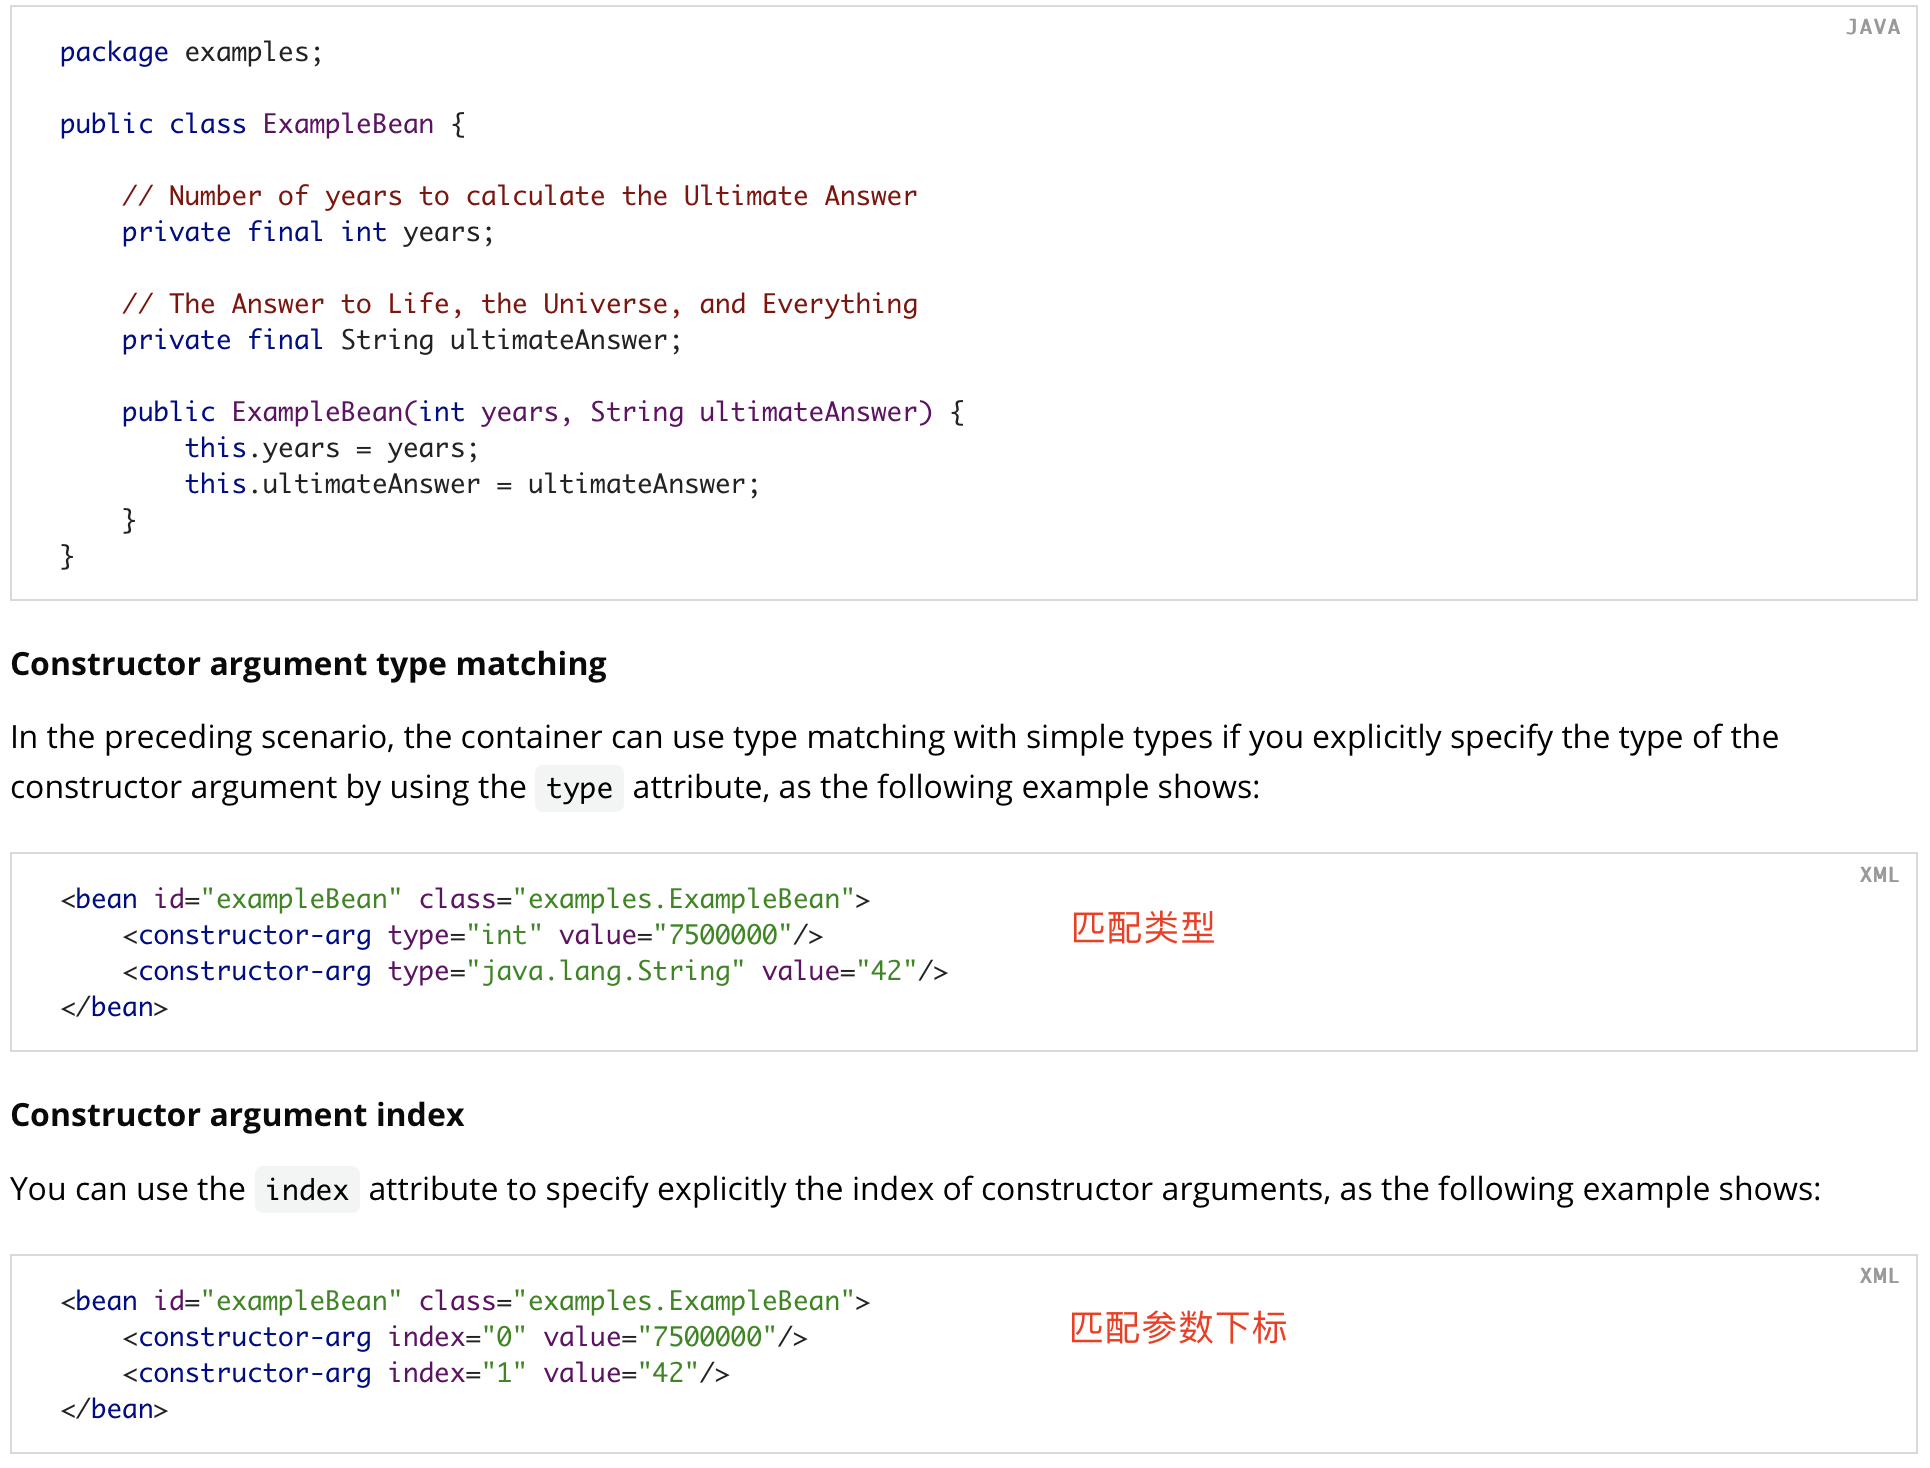 JAVA
package examples;
public class ExampleBean {
// Number of years to calculate the Ultimate Answer
private final int years;
// The Answer to Life, the Universe, and Everything
private final String ultimateAnswer;
public ExampleBean(int years, String ultimateAnswer) {
this.years = years;
this.ultimateAnswer = ultimateAnswer;
}
}
Constructor argument type matching
In the preceding scenario, the container can use type matching with simple types if you explicitly specify the type of the
constructor argument by using the type attribute, as the following example shows:
XML
<bean id="exampleBean" class="examples.ExampleBean">
<constructor-arg type="int" value="7500000"/>
<constructor-arg type="java.lang.String" value="42"/>
</bean>
匹配类型
Constructor argument index
You can use the index attribute to specify explicitly the index of constructor arguments, as the following example shows:
XML
<bean id="exampleBean" class="examples.ExampleBean">
<constructor-arg index="0" value="7500000"/>
<constructor-arg index="1" value="42"/>
</bean>
匹配参数下标